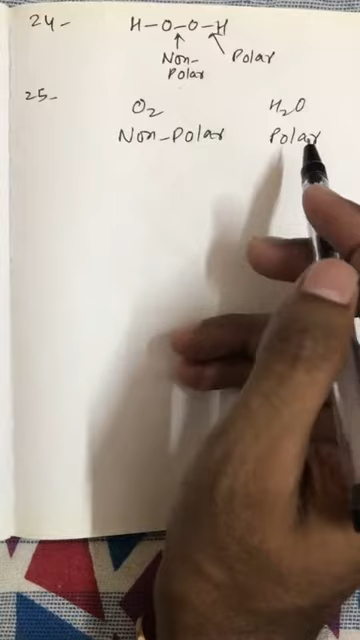 24- H-O-O-H
Non- Polar
Polar
25-
O2 H2O
Non-Polar Polar